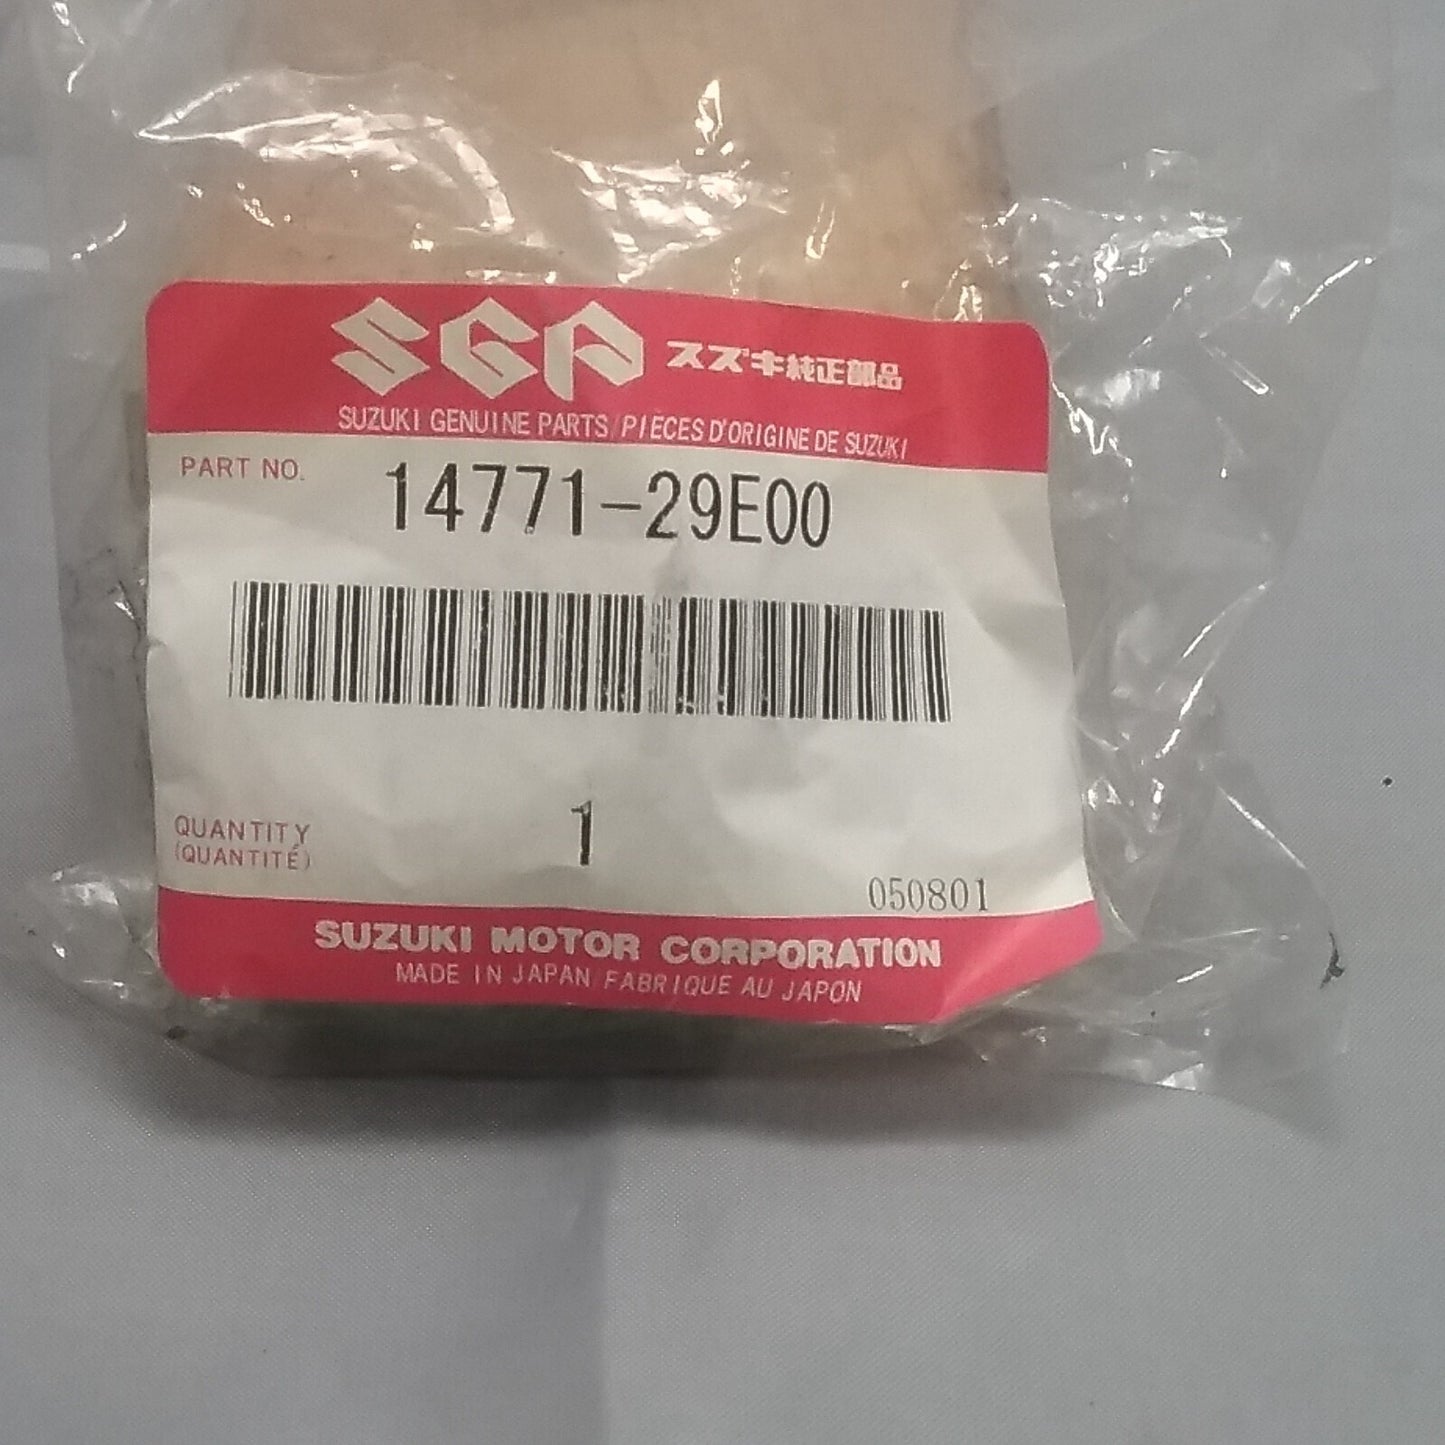 SGP スズキ純正部品
SUZUKI GENUINE PARTS/PIÈCES D'ORIGINE DE SUZUKI
PART NO. 14771-29E00
QUANTITY 1
(QUANTITÉ)
050801
SUZUKI MOTOR CORPORATION
MADE IN JAPAN FABRIQUE AU JAPON